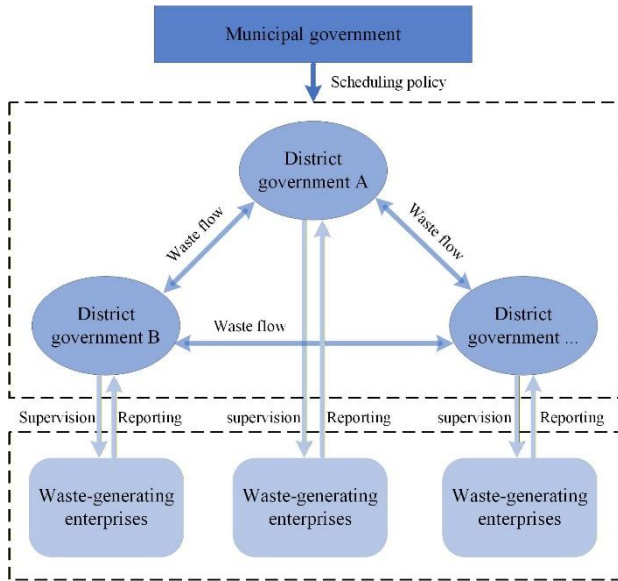 Municipal government
Scheduling policy
District
government A
Waste flow
Waste flow
District
government B
Waste flow
District
government ...
Supervision
Reporting
supervision
Reporting
supervision
Reporting
Waste-generating
enterprises
Waste-generating
enterprises
Waste-generating
enterprises